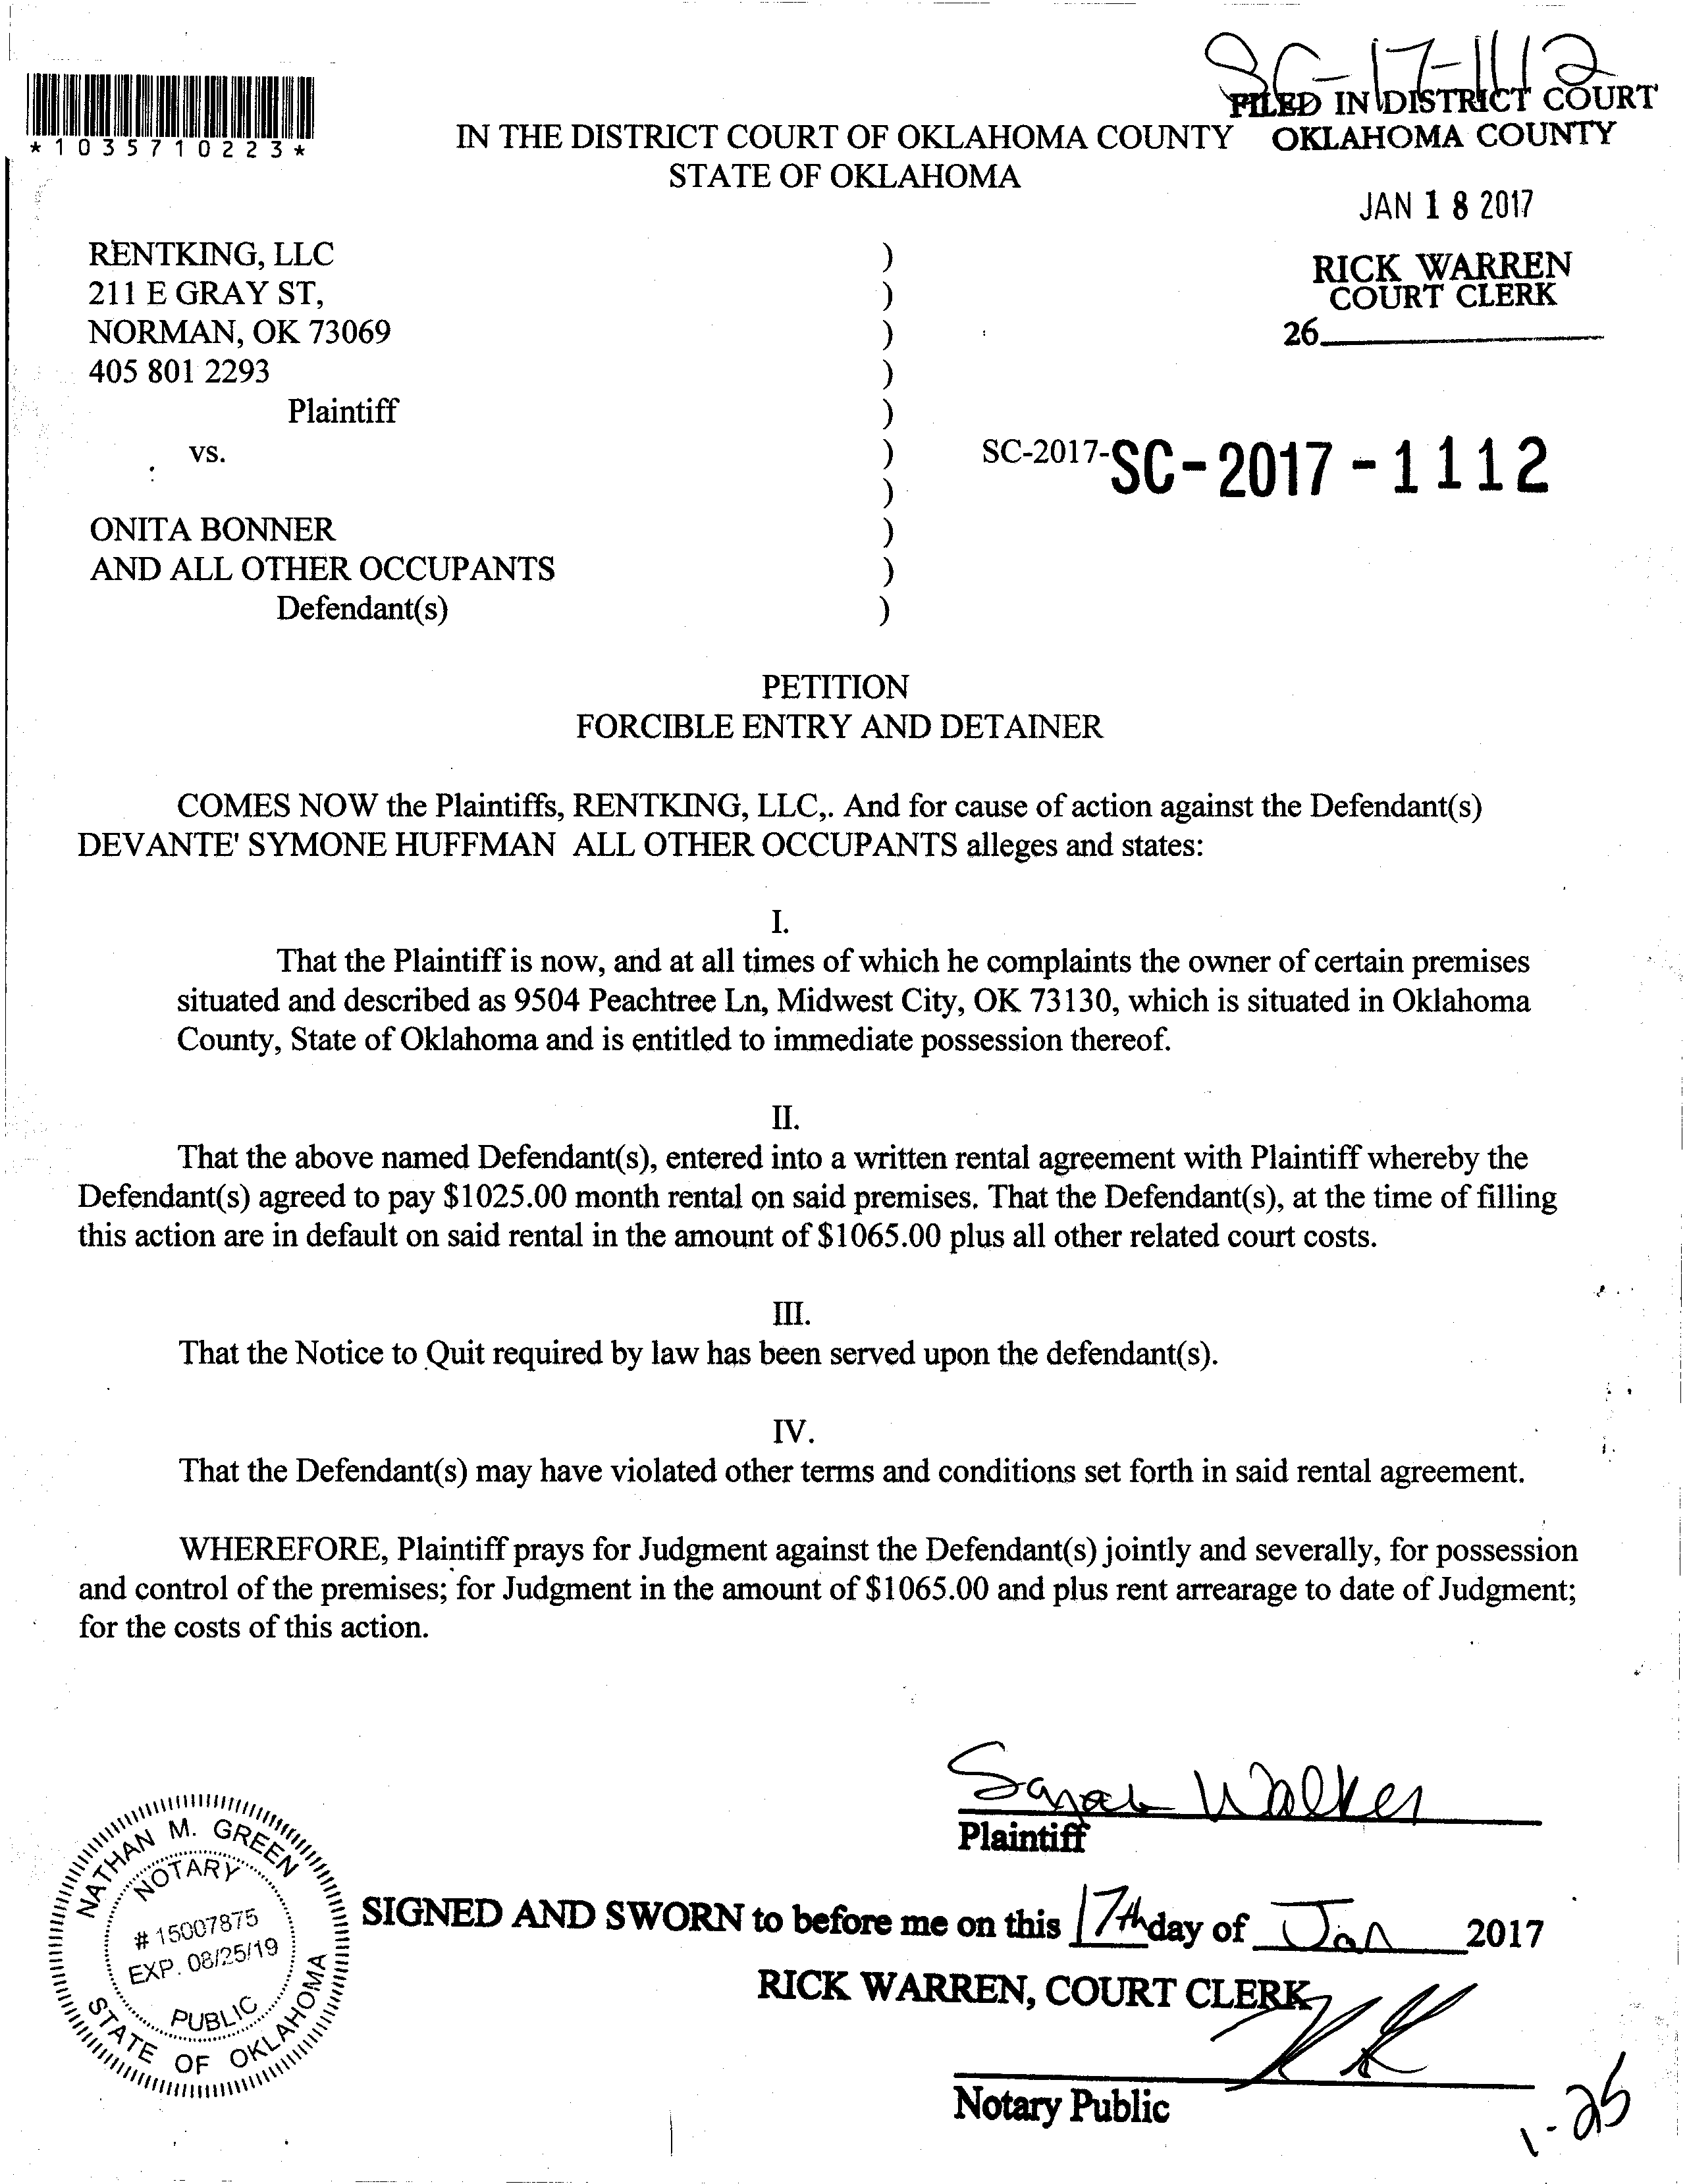 SC-17-1112
FILED IN DISTRICT COURT
OKLAHOMA COUNTY
*1035710223*
IN THE DISTRICT COURT OF OKLAHOMA COUNTY
STATE OF OKLAHOMA
JAN 18 2017
RICK WARREN
COURT CLERK
26
RENTKING, LLC )
211 E GRAY ST, )
NORMAN, OK 73069 )
405 801 2293 )
Plaintiff )
vs. )
SC-2017-SC-2017-1112
)
ONITA BONNER )
AND ALL OTHER OCCUPANTS )
Defendant(s) )
PETITION
FORCIBLE ENTRY AND DETAINER
COMES NOW the Plaintiffs, RENTKING, LLC,. And for cause of action against the Defendant(s)
DEVANTE' SYMONE HUFFMAN ALL OTHER OCCUPANTS alleges and states:
I.
That the Plaintiff is now, and at all times of which he complaints the owner of certain premises
situated and described as 9504 Peachtree Ln, Midwest City, OK 73130, which is situated in Oklahoma
County, State of Oklahoma and is entitled to immediate possession thereof.
II.
That the above named Defendant(s), entered into a written rental agreement with Plaintiff whereby the
Defendant(s) agreed to pay $1025.00 month rental on said premises. That the Defendant(s), at the time of filling
this action are in default on said rental in the amount of $1065.00 plus all other related court costs.
III.
That the Notice to Quit required by law has been served upon the defendant(s).
IV.
That the Defendant(s) may have violated other terms and conditions set forth in said rental agreement.
WHEREFORE, Plaintiff prays for Judgment against the Defendant(s) jointly and severally, for possession
and control of the premises; for Judgment in the amount of $1065.00 and plus rent arrearage to date of Judgment;
for the costs of this action.
Sarah Walker
Plaintiff
NATHAN M. GREEN
NOTARY
# 15007875
EXP. 08/25/19
PUBLIC
STATE OF OKLAHOMA
SIGNED AND SWORN to before me on this 17th day of Jan 2017
RICK WARREN, COURT CLERK
Notary Public
1-25